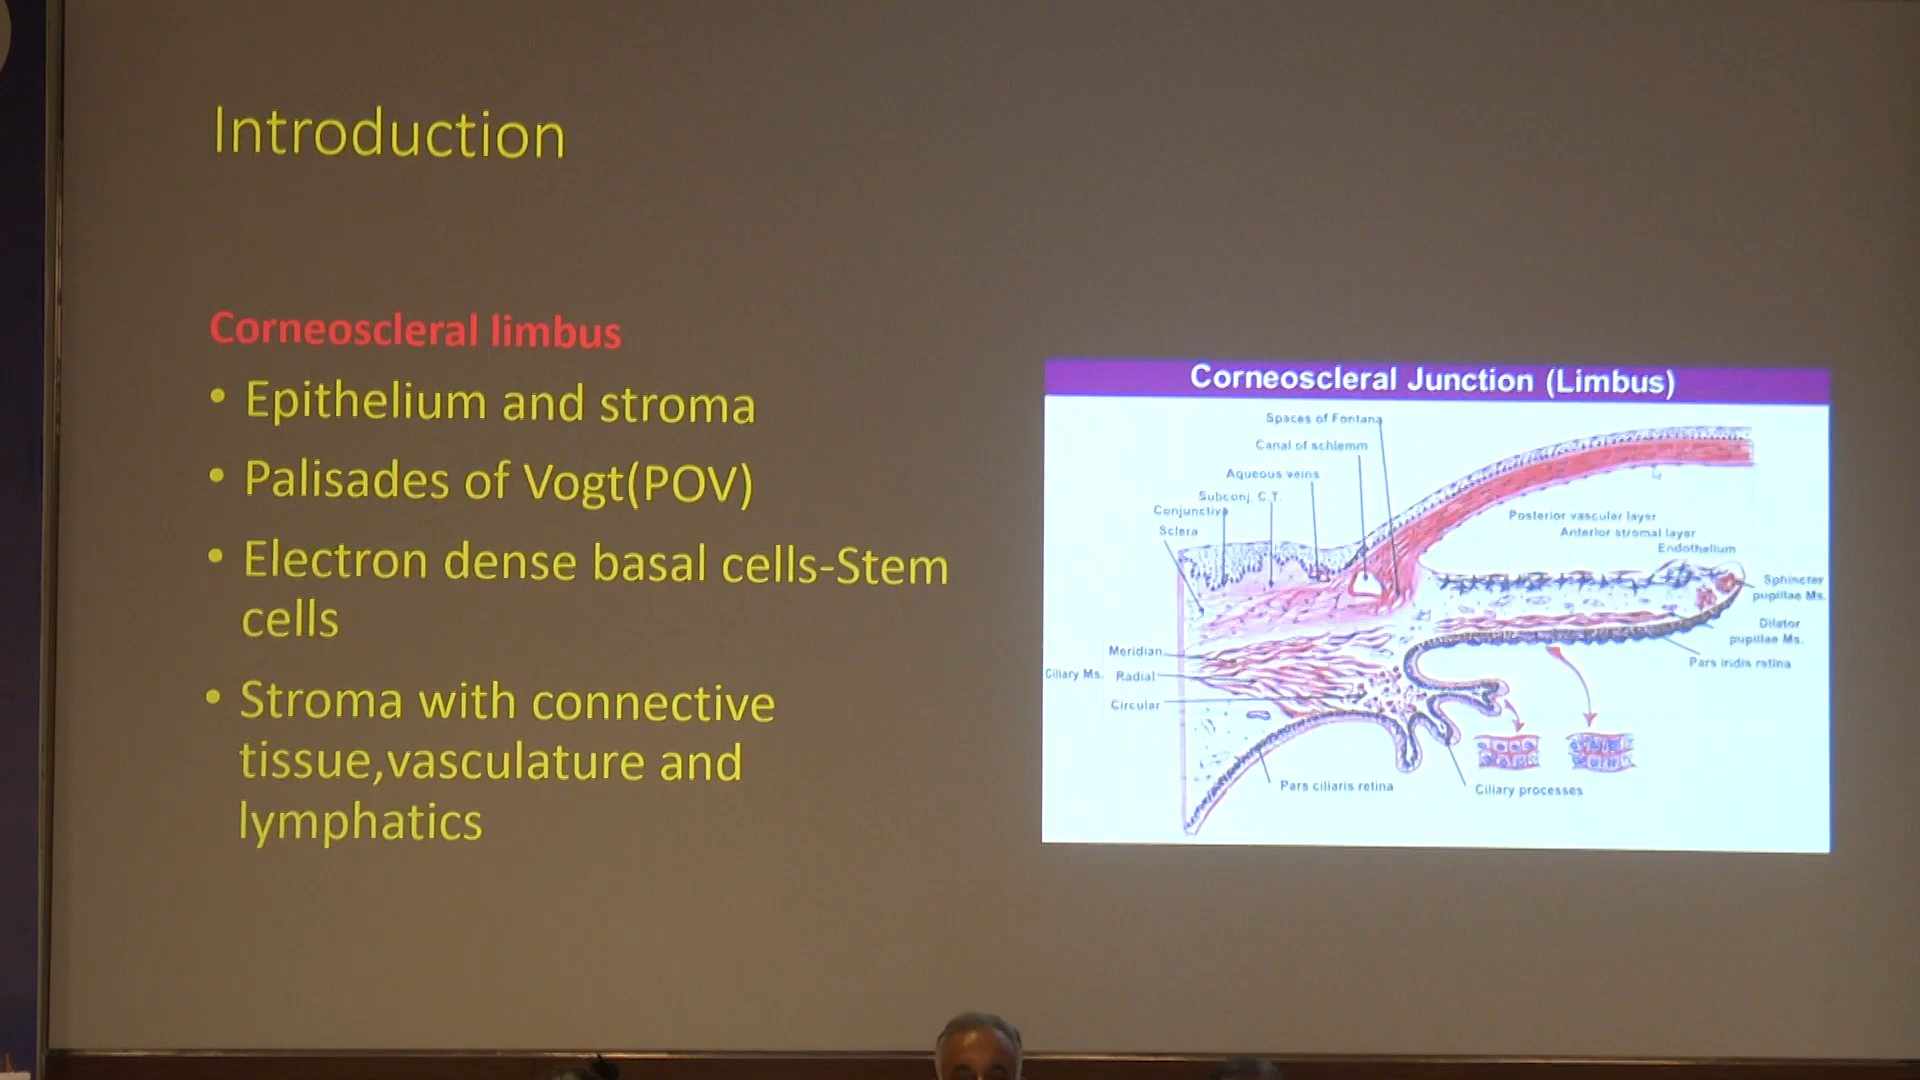 Introduction
Corneoscleral limbus
• Epithelium and stroma
• Palisades of Vogt(POV)
• Electron dense basal cells-Stem
cells
• Stroma with connective
tissue,vasculature and
lymphatics
Corneoscleral Junction (Limbus)
Spaces of Fontana
Canal of schlemm
Aqueous veins
Subconj. C.T.
Conjunctiva
Sclera
Posterior vascular layer
Anterior stromal layer
Endothelium
Sphincter
pupillae Ms.
Dilator
pupillae Ms.
Pars iridis retina
Meridian
Ciliary Ms. Radial
Circular
Pars ciliaris retina
Ciliary processes